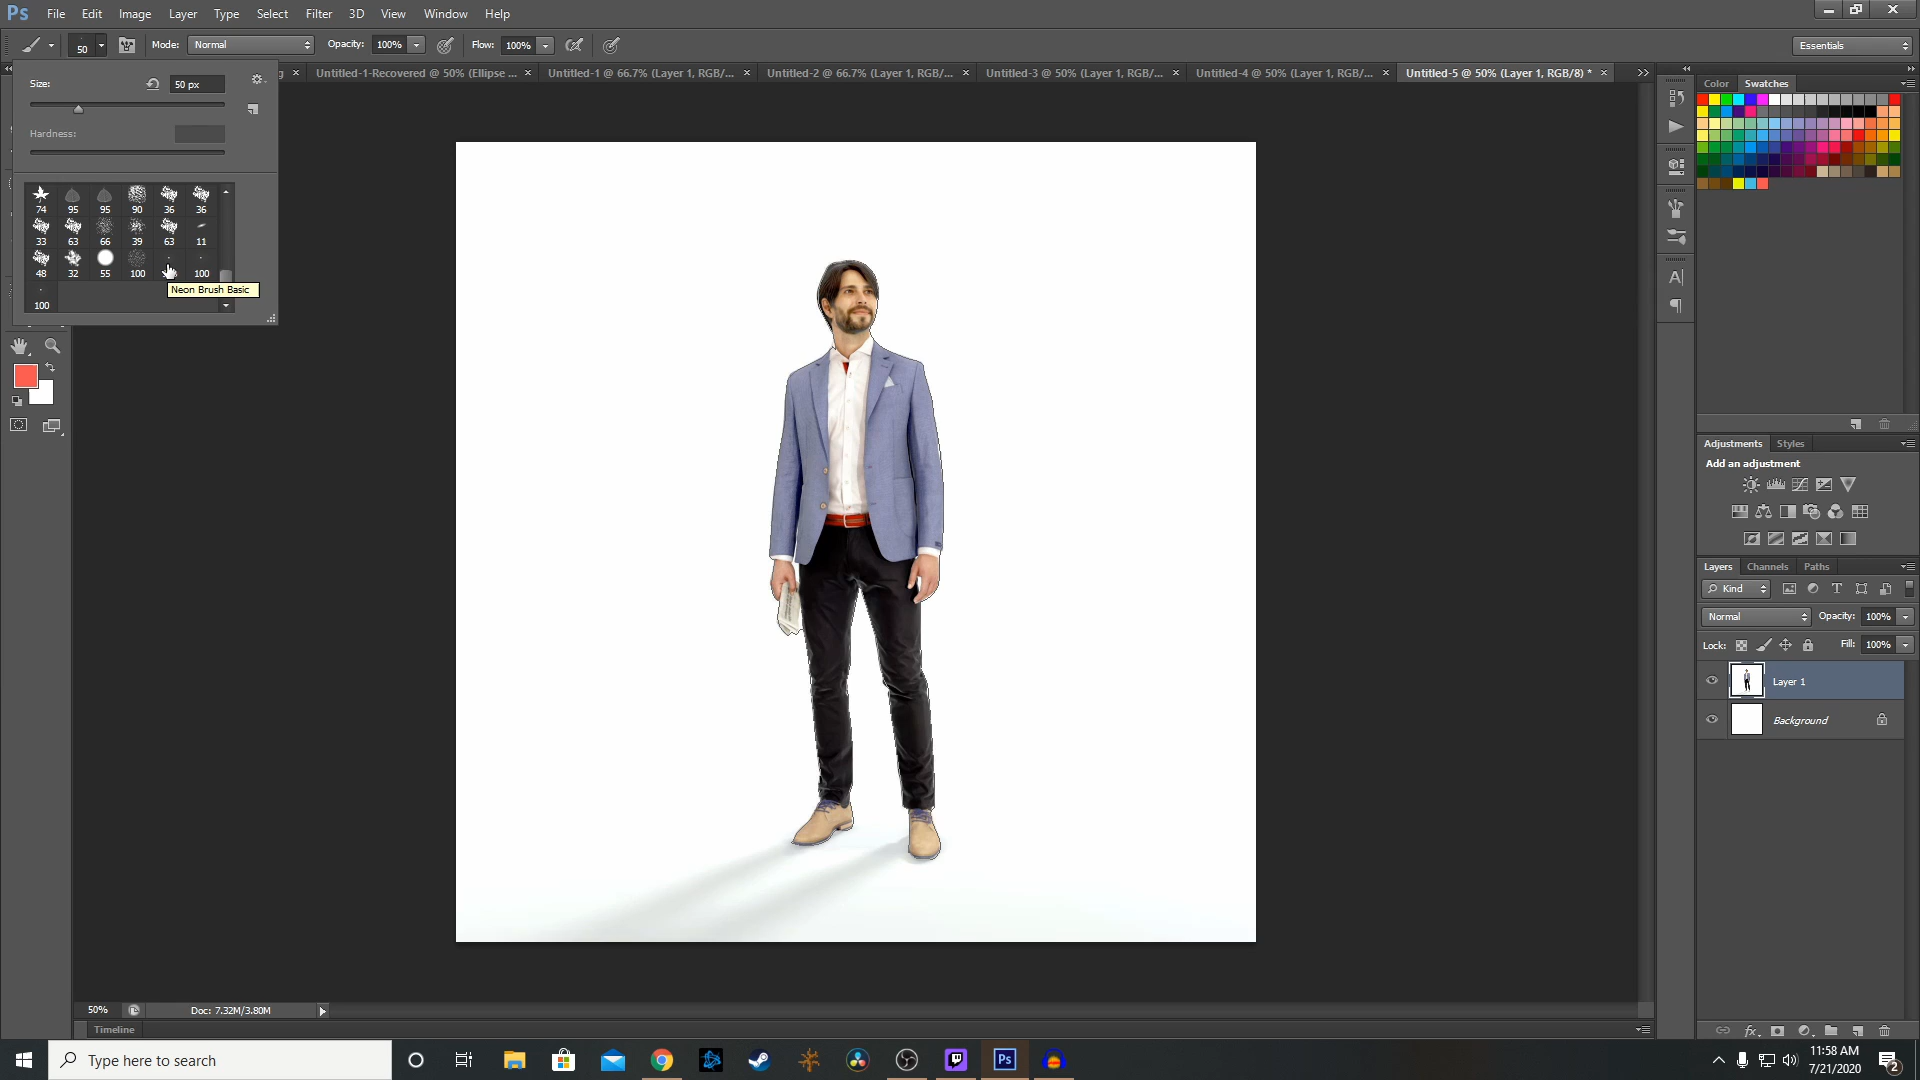 Ps File Edit Image Layer Type Select Filter 3D View Window Help
50 Mode: Normal Opacity: 100% Flow: 100% Essentials
g × Untitled-1-Recovered @ 50% (Ellipse ... × Untitled-1 @ 66.7% (Layer 1, RGB/... × Untitled-2 @ 66.7% (Layer 1, RGB/... × Untitled-3 @ 50% (Layer 1, RGB/... × Untitled-4 @ 50% (Layer 1, RGB/... × Untitled-5 @ 50% (Layer 1, RGB/8) * ×
Size: 50 px
Hardness:
74 95 95 90 36 36
33 63 66 39 63 11
48 32 55 100 100
Neon Brush Basic
100
Color Swatches
Adjustments Styles
Add an adjustment
Layers Channels Paths
Kind
Normal Opacity: 100%
Lock: Fill: 100%
Layer 1
Background
50% Doc: 7.32M/3.80M
Timeline
Type here to search
Ps
11:58 AM
7/21/2020
2